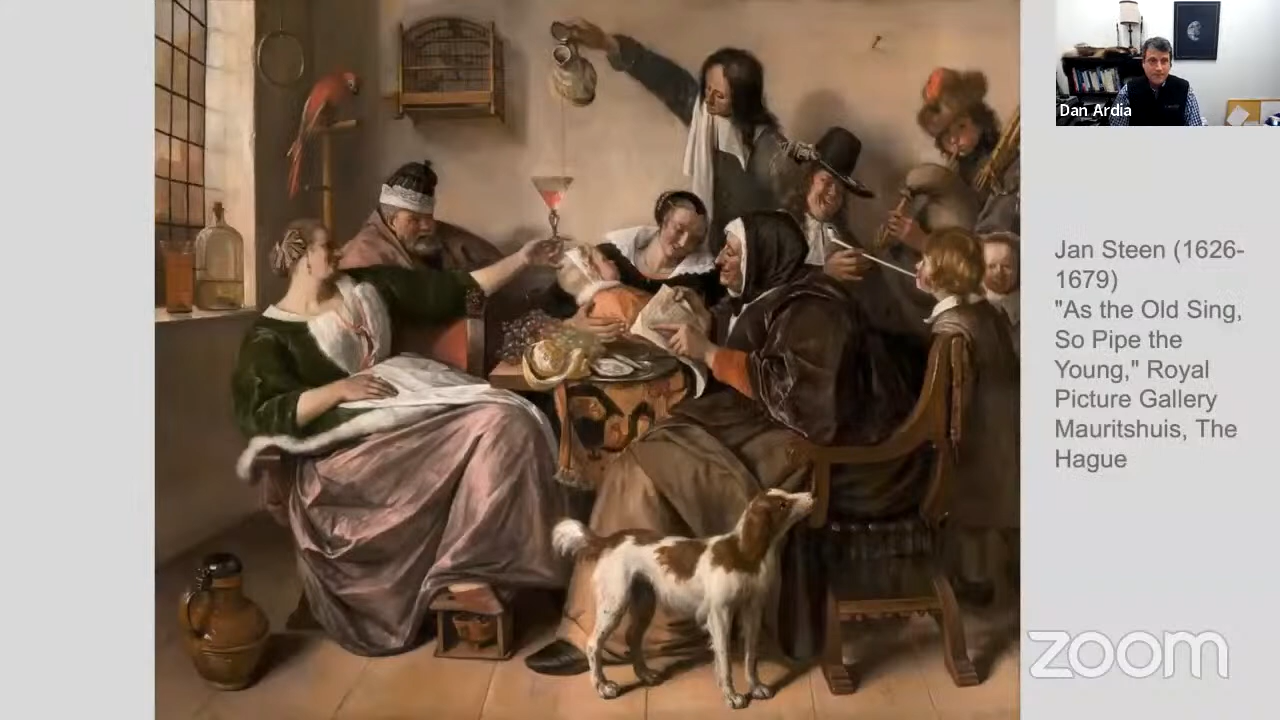 Dan Ardia
Jan Steen (1626-
1679)
"As the Old Sing,
So Pipe the
Young," Royal
Picture Gallery
Mauritshuis, The
Hague
zoom